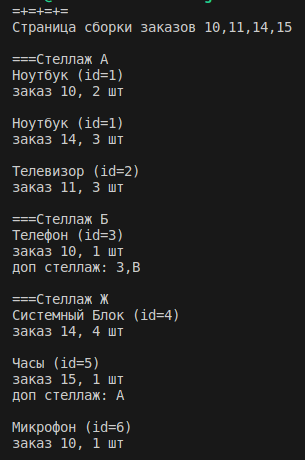 =+=+=+=
Страница сборки заказов 10,11,14,15
===Стеллаж А
Ноутбук (id=1)
заказ 10, 2 шт
Ноутбук (id=1)
заказ 14, 3 шт
Телевизор (id=2)
заказ 11, 3 шт
===Стеллаж Б
Телефон (id=3)
заказ 10, 1 шт
доп стеллаж: З,В
===Стеллаж Ж
Системный Блок (id=4)
заказ 14, 4 шт
Часы (id=5)
заказ 15, 1 шт
доп стеллаж: А
Микрофон (id=6)
заказ 10, 1 шт